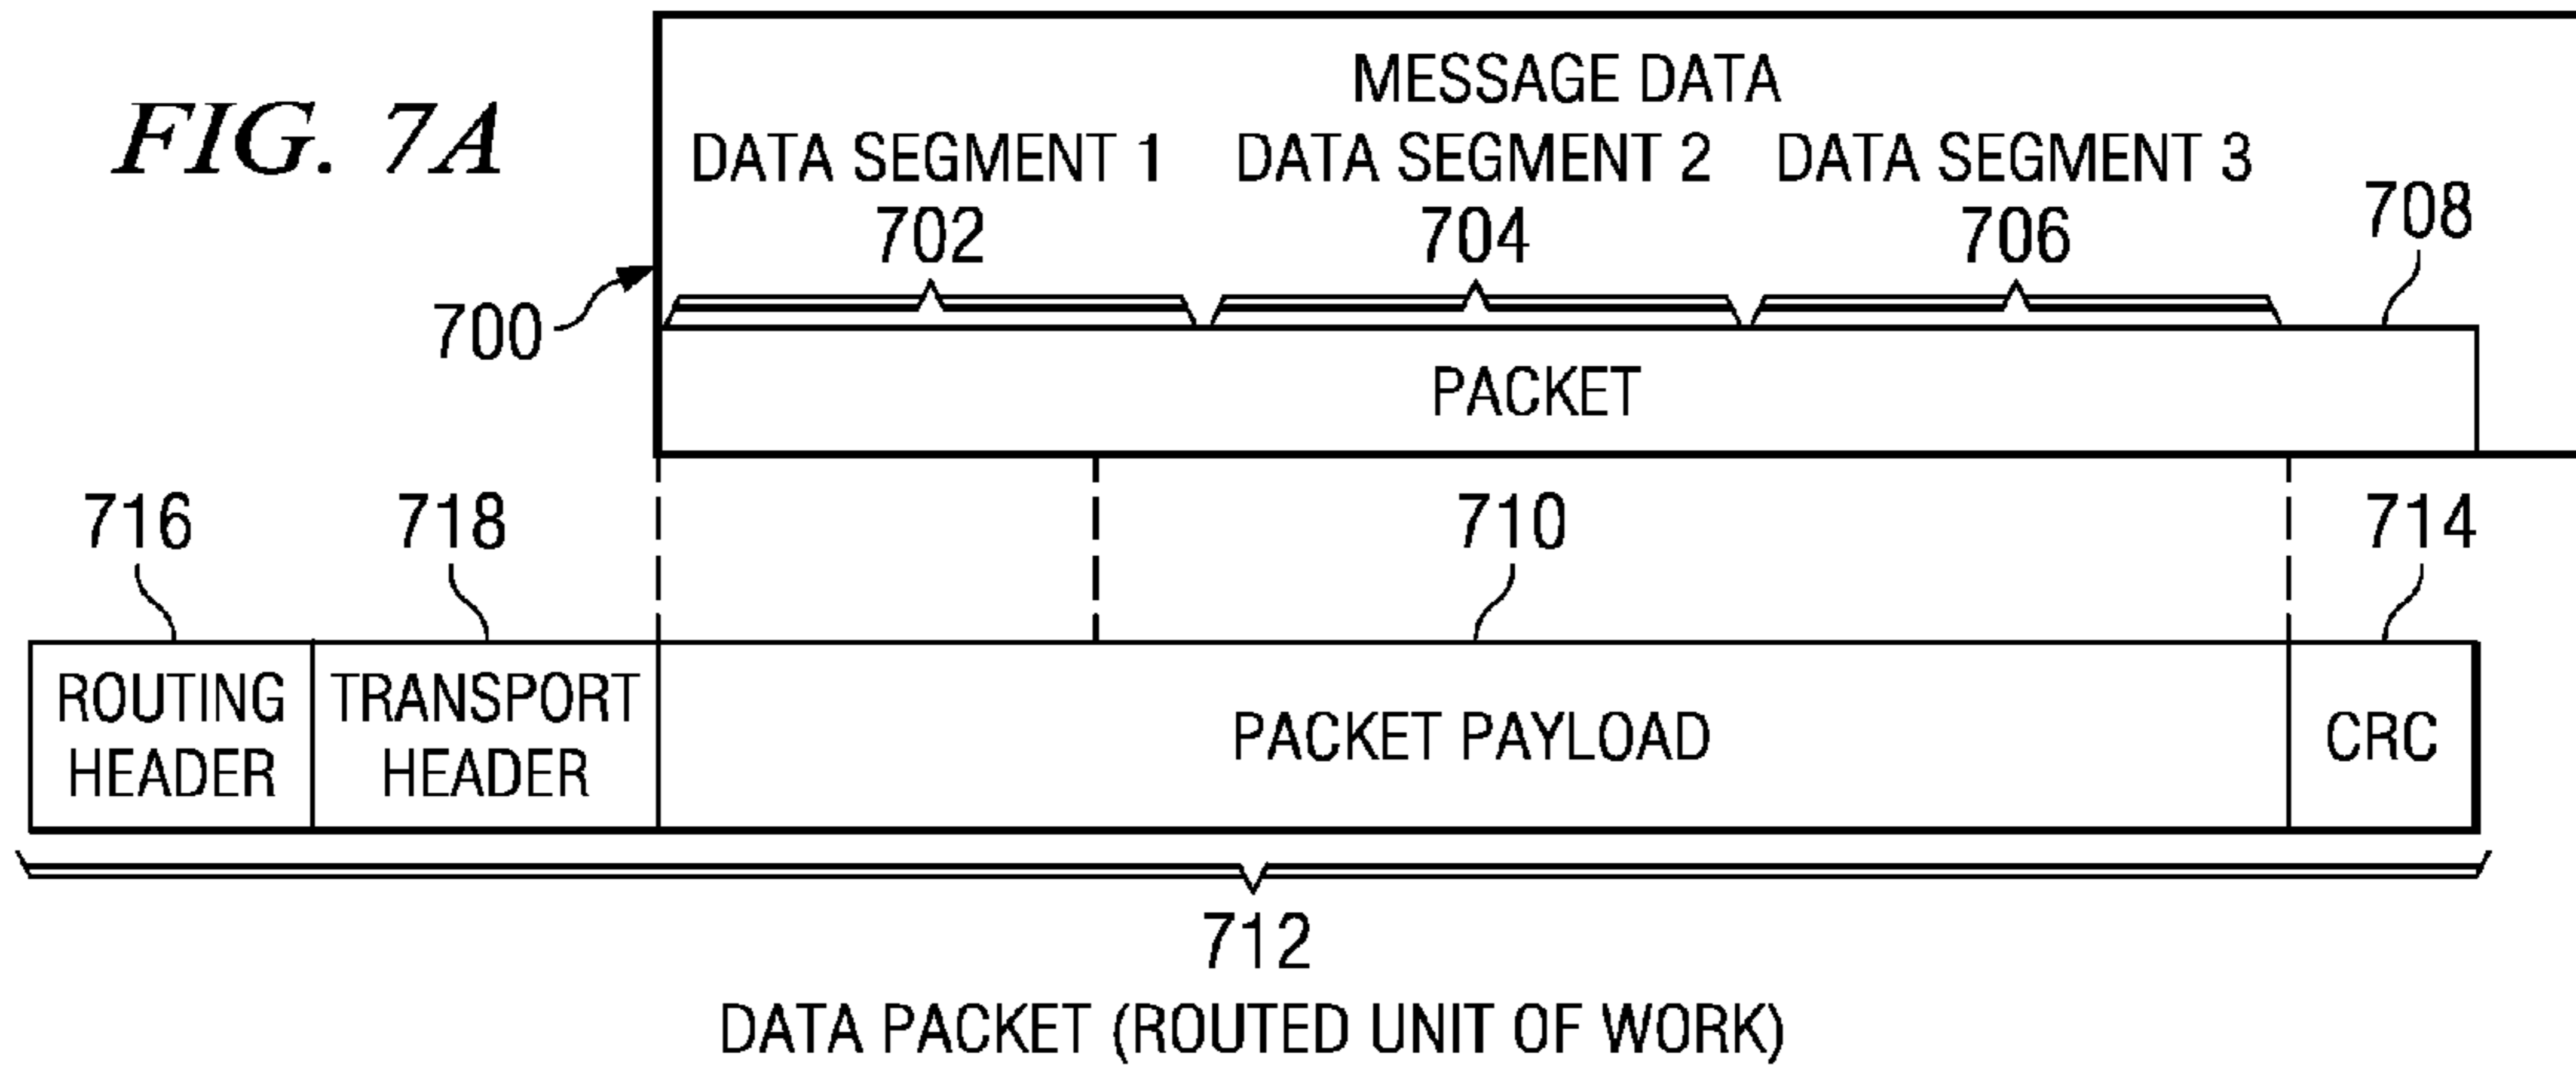 FIG. 7A
MESSAGE DATA
DATA SEGMENT 1 DATA SEGMENT 2 DATA SEGMENT 3
702 704 706 708
700
PACKET
716 718 710 714
ROUTING HEADER
TRANSPORT HEADER
PACKET PAYLOAD
CRC
712
DATA PACKET (ROUTED UNIT OF WORK)